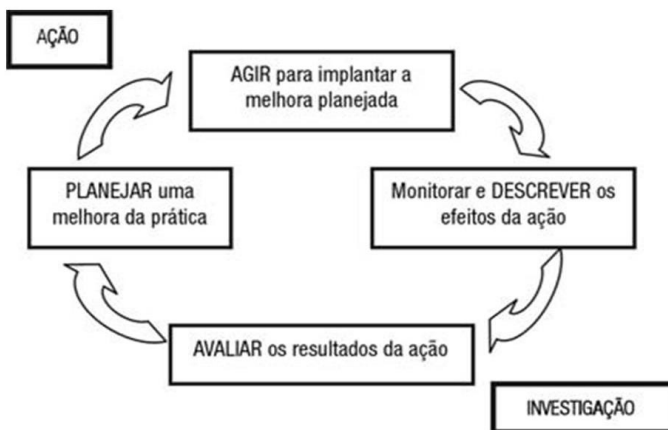 AÇÃO
AGIR para implantar a
melhora planejada
PLANEJAR uma
melhora da prática
Monitorar e DESCREVER os
efeitos da ação
AVALIAR os resultados da ação
INVESTIGAÇÃO